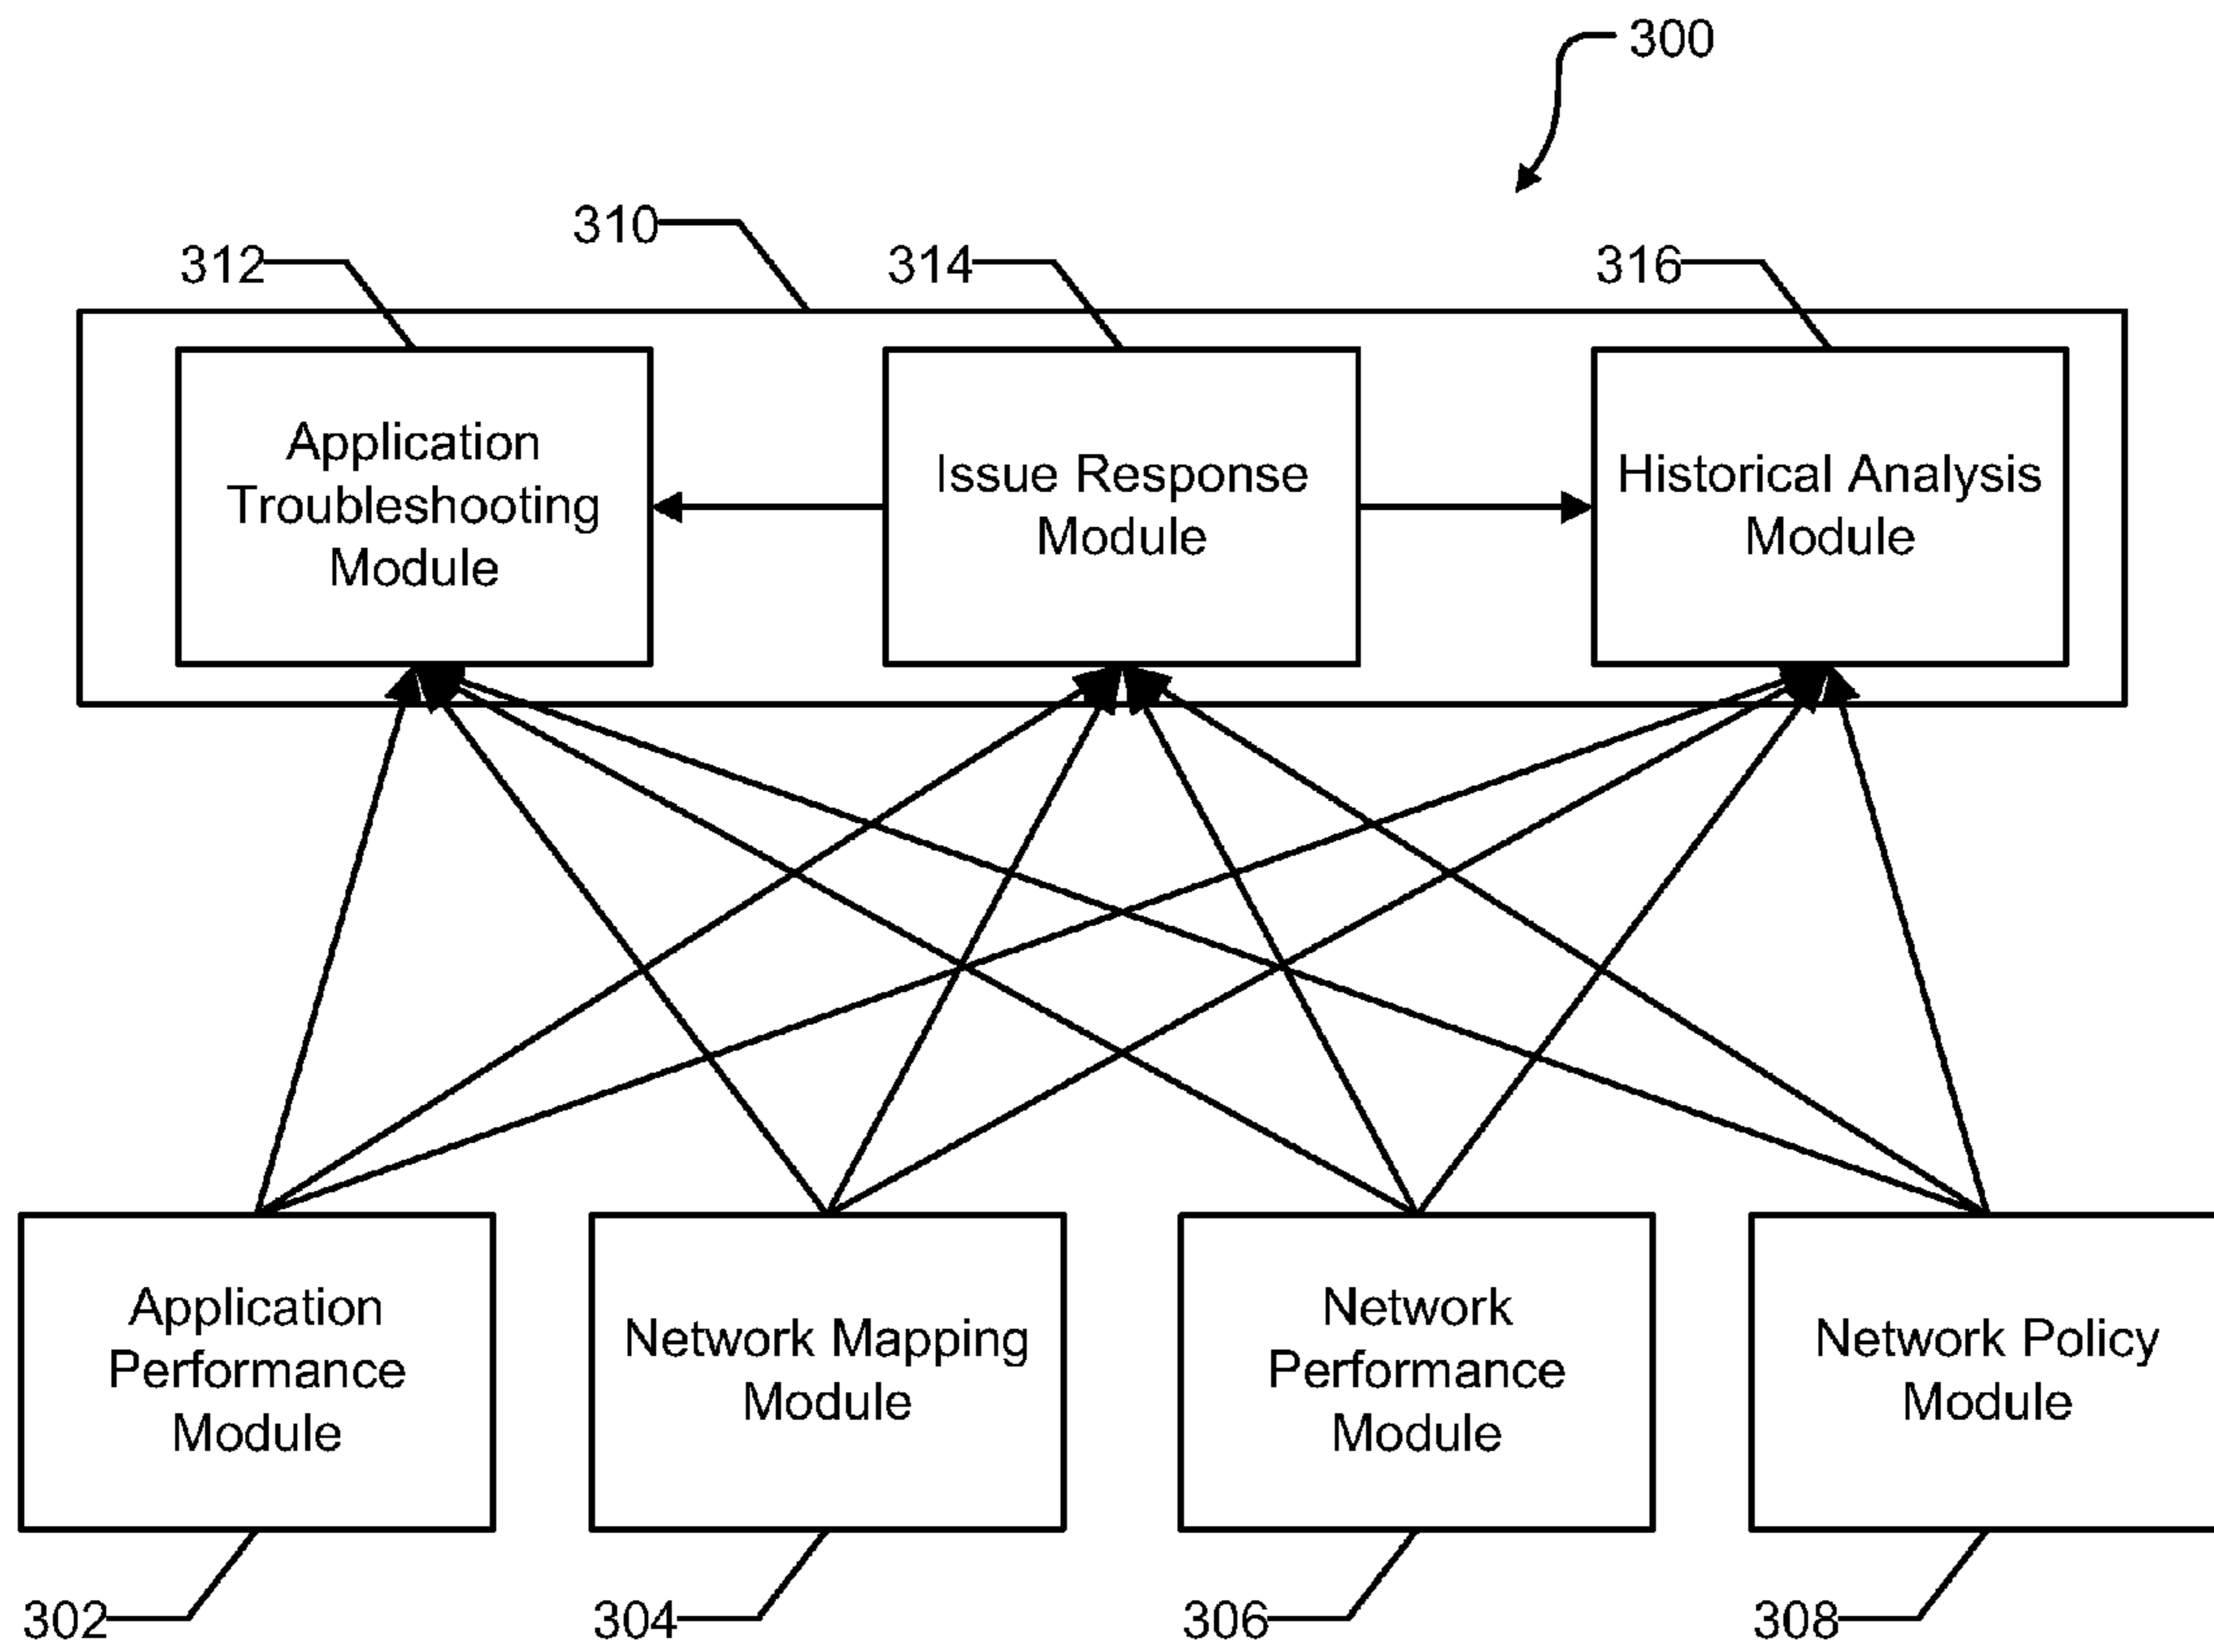 300
310
312
314
316
Application
Troubleshooting
Module
Issue Response
Module
Historical Analysis
Module
Application
Performance
Module
Network Mapping
Module
Network
Performance
Module
Network Policy
Module
302
304
306
308